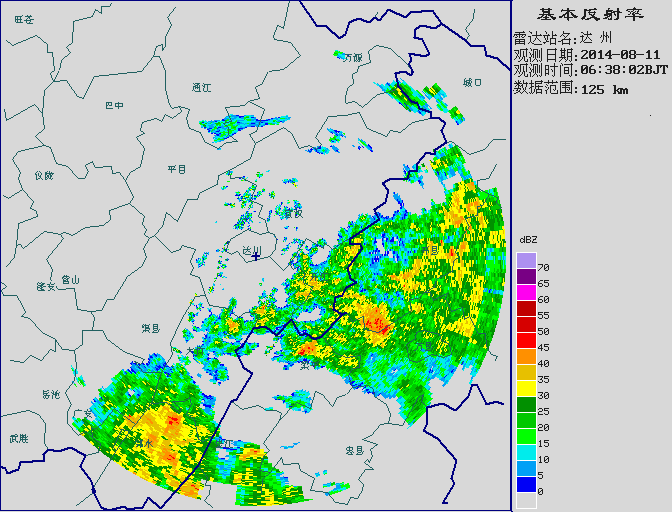 基本反射率
雷达站名:达 州
观测日期:2014-08-11
观测时间:06:38:02BJT
数据范围:125 km
旺苍
万源
城口
通江
巴中
平昌
仪陇
宣汉
达川
营山
蓬安
渠县
岳池
广安
武胜
忠县
dBZ
70
65
60
55
50
45
40
35
30
25
20
15
10
5
0